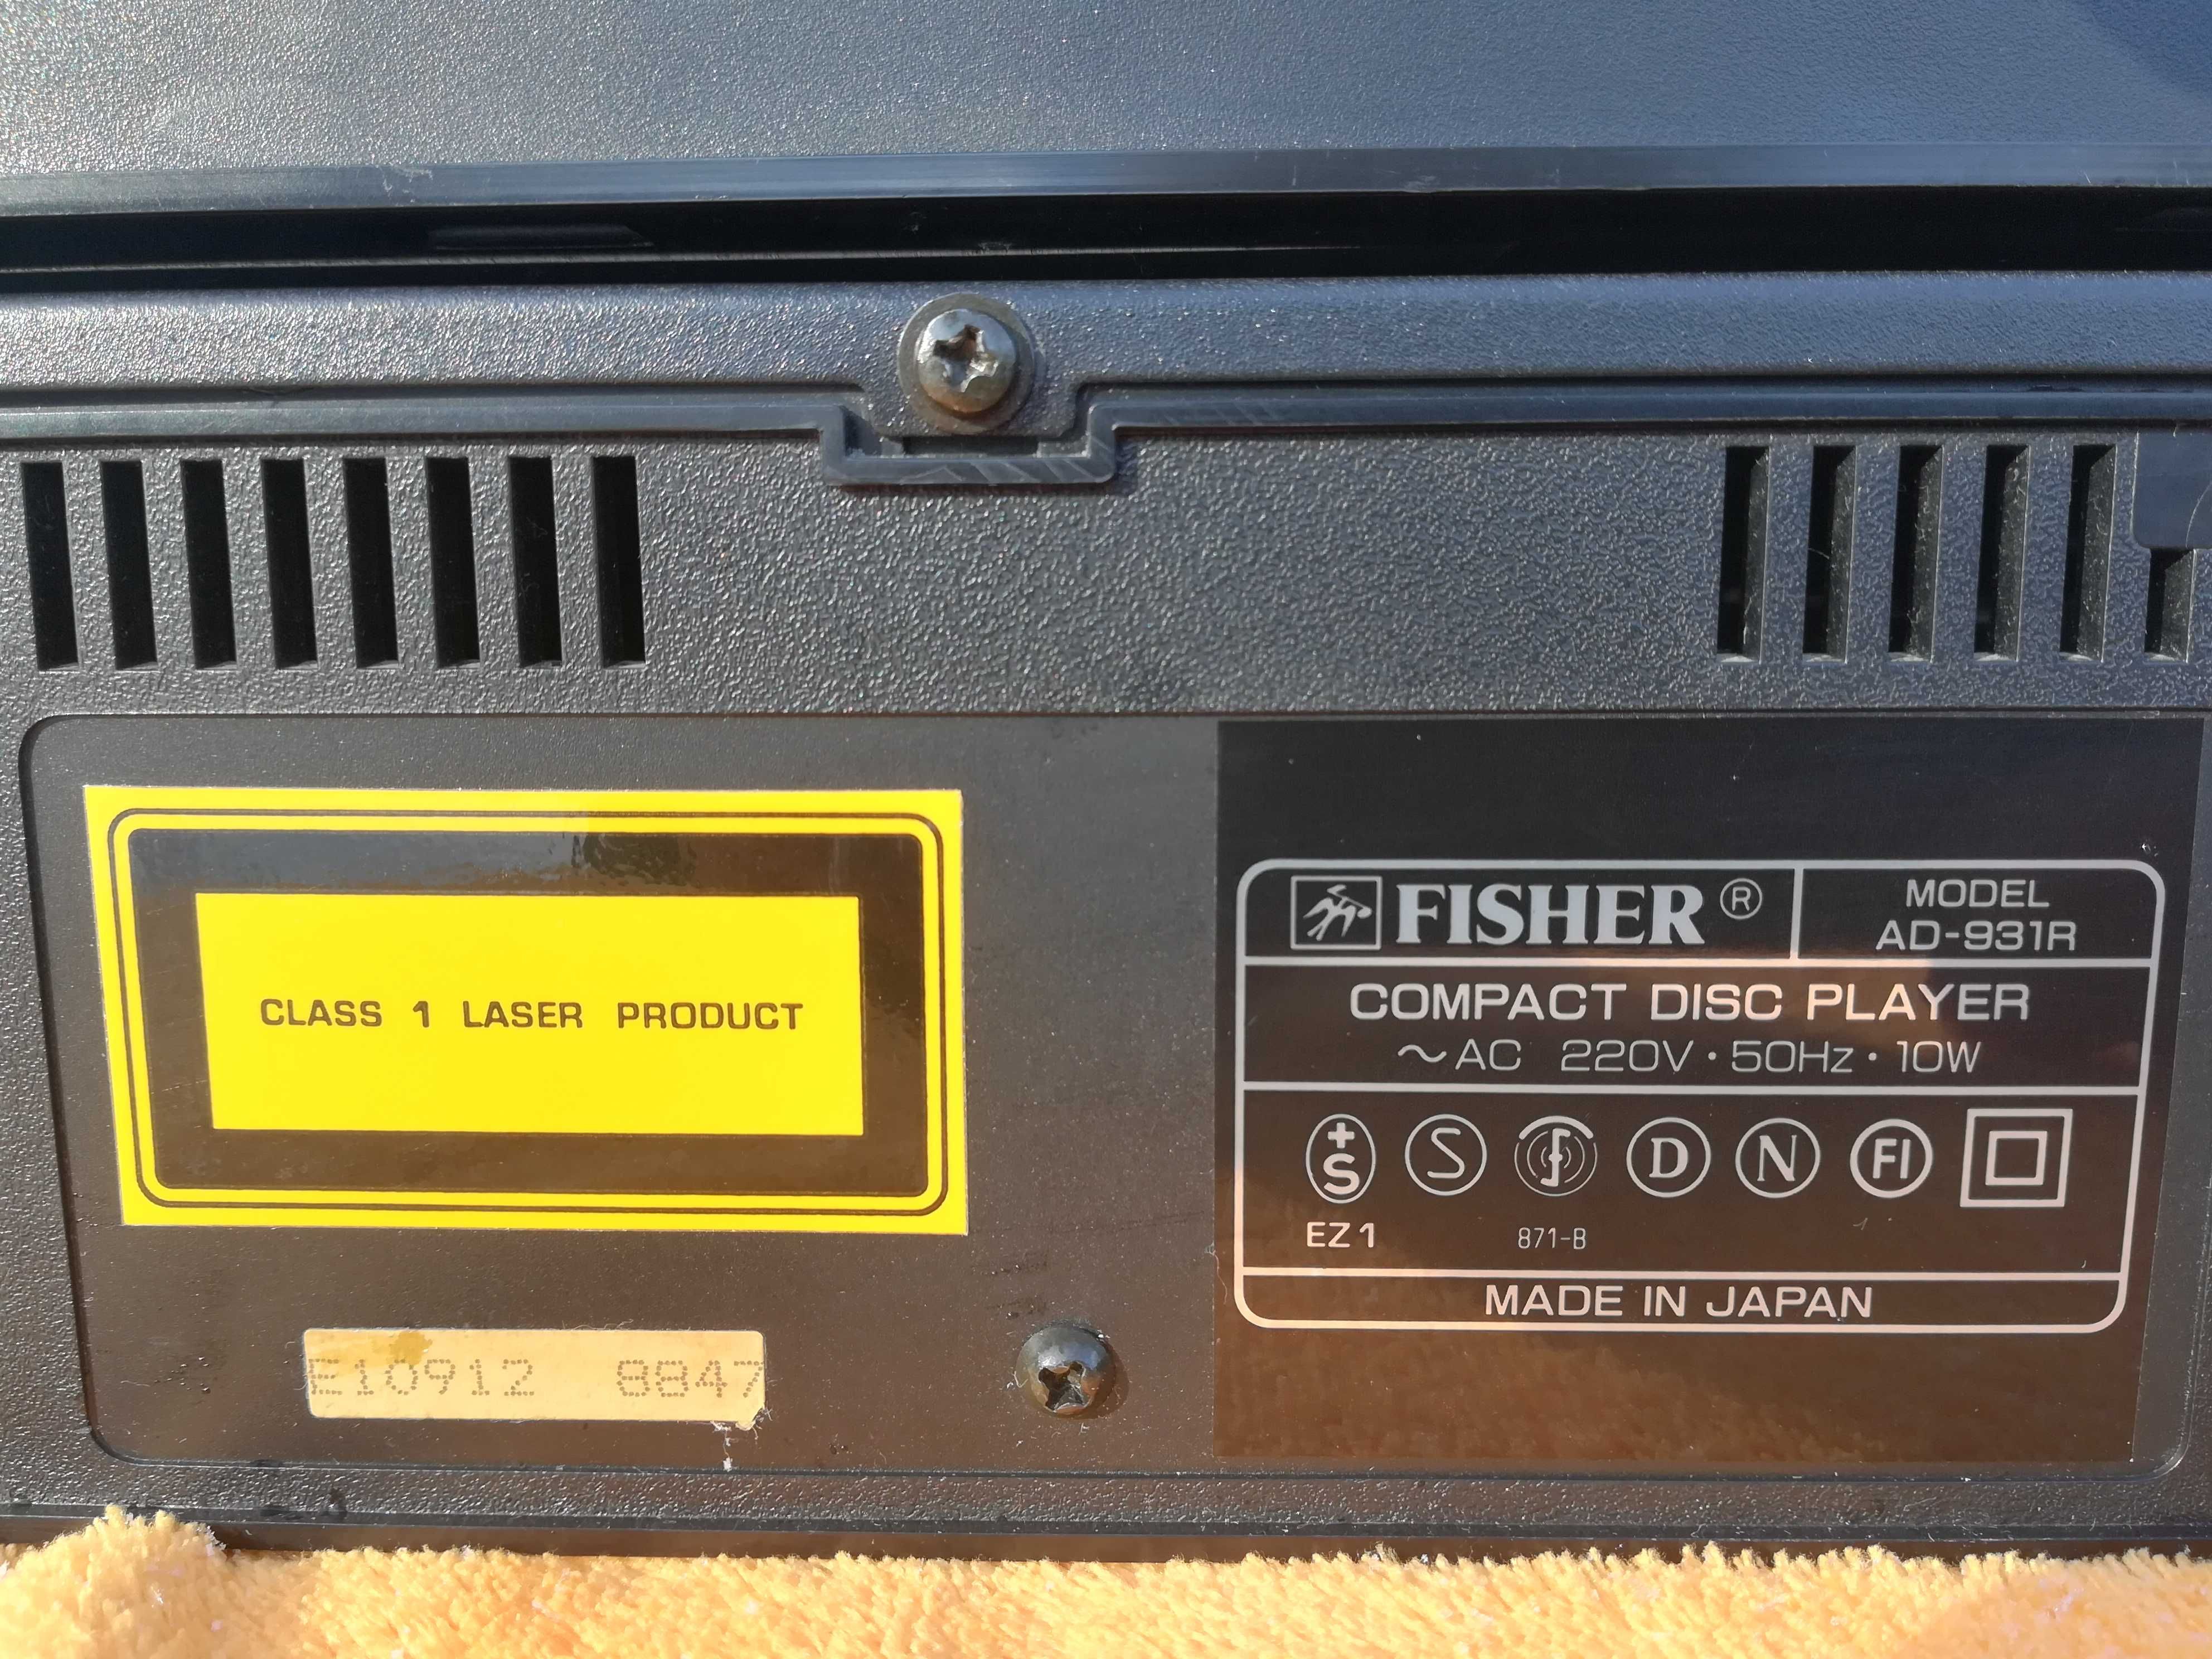 CLASS 1 LASER PRODUCT
E10912 8847
FISHER ®
MODEL
AD-931R
COMPACT DISC PLAYER
~AC 220V · 50Hz · 10W
+S S D N FI
EZ1 871-B
MADE IN JAPAN